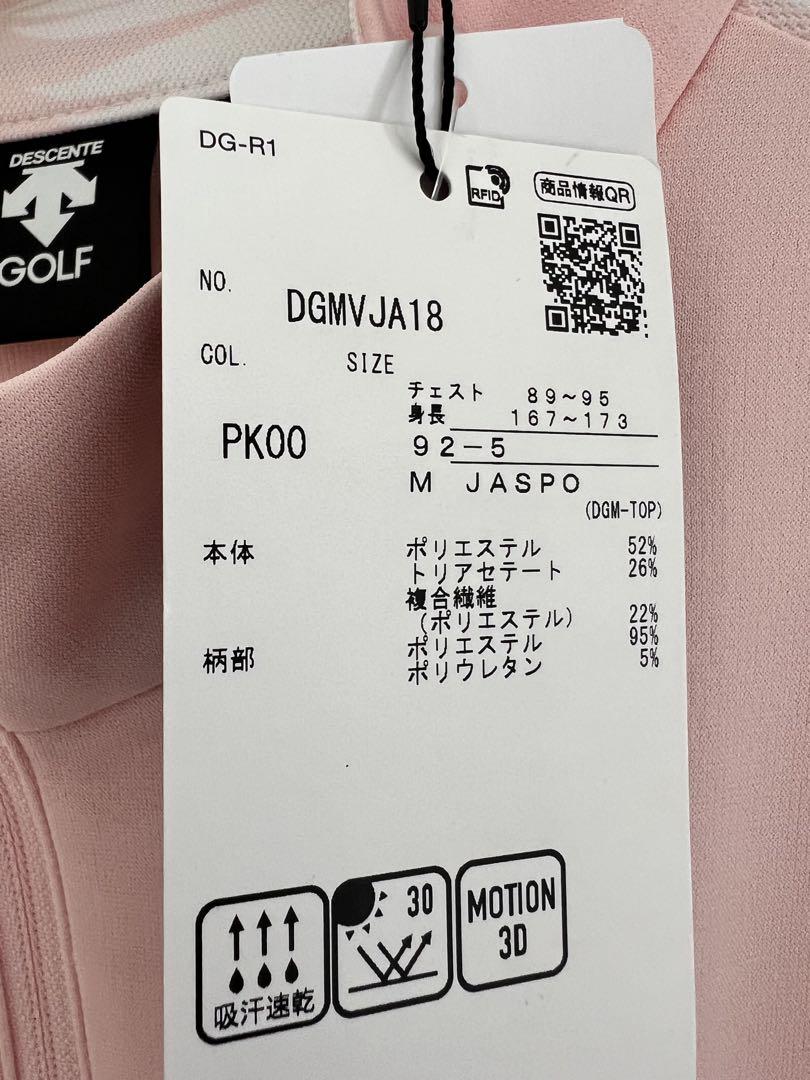 DESCENTE
GOLF
DG-R1
RFID
商品情報QR
NO.
DGMVJA18
COL. SIZE
チェスト 89～95
身長 167～173
PK00
92-5
M JASPO
(DGM-TOP)
本体 ポリエステル 52%
トリアセテート 26%
複合繊維
(ポリエステル) 22%
柄部 ポリエステル 95%
ポリウレタン 5%
吸汗速乾
30
MOTION
3D